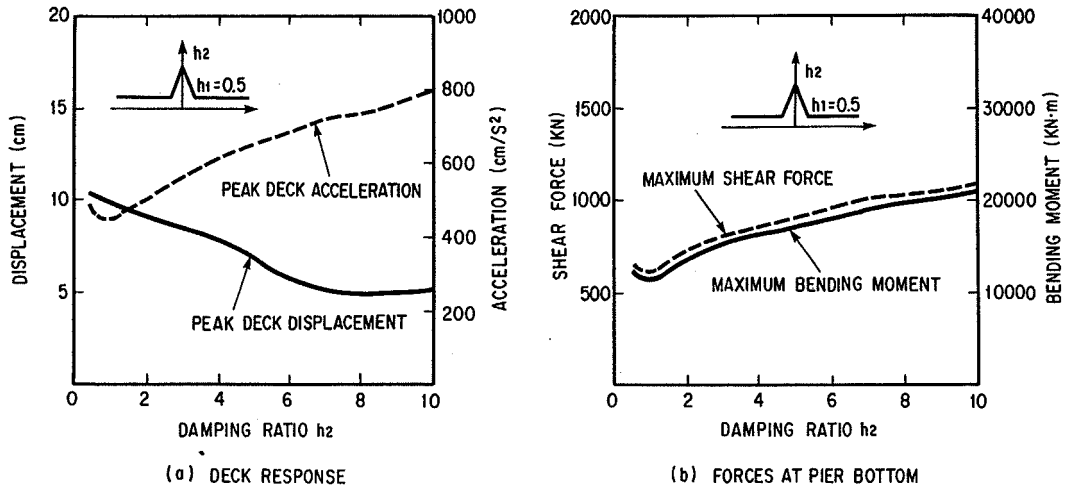 20
15
10
5
0
DISPLACEMENT (cm)
1000
800
600
400
200
ACCELERATION (cm/S²)
h2
h1=0.5
PEAK DECK ACCELERATION
PEAK DECK DISPLACEMENT
0 2 4 6 8 10
DAMPING RATIO h2
(a) DECK RESPONSE
2000
1500
1000
500
0
SHEAR FORCE (KN)
40000
30000
20000
10000
BENDING MOMENT (KN·m)
h2
h1=0.5
MAXIMUM SHEAR FORCE
MAXIMUM BENDING MOMENT
2 4 6 8 10
DAMPING RATIO h2
(b) FORCES AT PIER BOTTOM